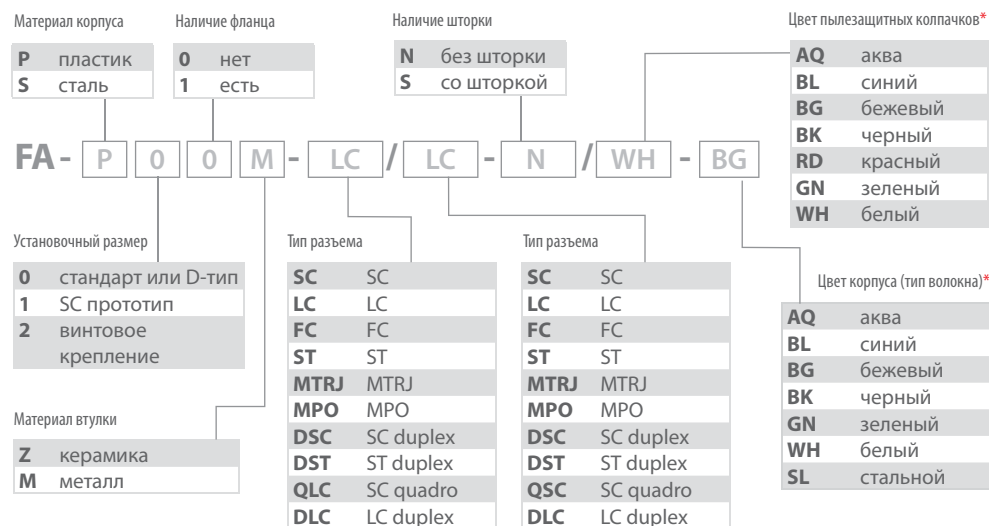 Материал корпуса
P пластик
S сталь
Наличие фланца
0 нет
1 есть
Наличие шторки
N без шторки
S со шторкой
Цвет пылезащитных колпачков*
AQ аква
BL синий
BG бежевый
BK черный
RD красный
GN зеленый
WH белый
FA- P 0 0 M - LC / LC - N / WH - BG
Установочный размер
0 стандарт или D-тип
1 SC прототип
2 винтовое
крепление
Материал втулки
Z керамика
M металл
Тип разъема
SC SC
LC LC
FC FC
ST ST
MTRJ MTRJ
MPO MPO
DSC SC duplex
DST ST duplex
QLC SC quadro
DLC LC duplex
Тип разъема
SC SC
LC LC
FC FC
ST ST
MTRJ MTRJ
MPO MPO
DSC SC duplex
DST ST duplex
QSC SC quadro
DLC LC duplex
Цвет корпуса (тип волокна)*
AQ аква
BL синий
BG бежевый
BK черный
GN зеленый
WH белый
SL стальной